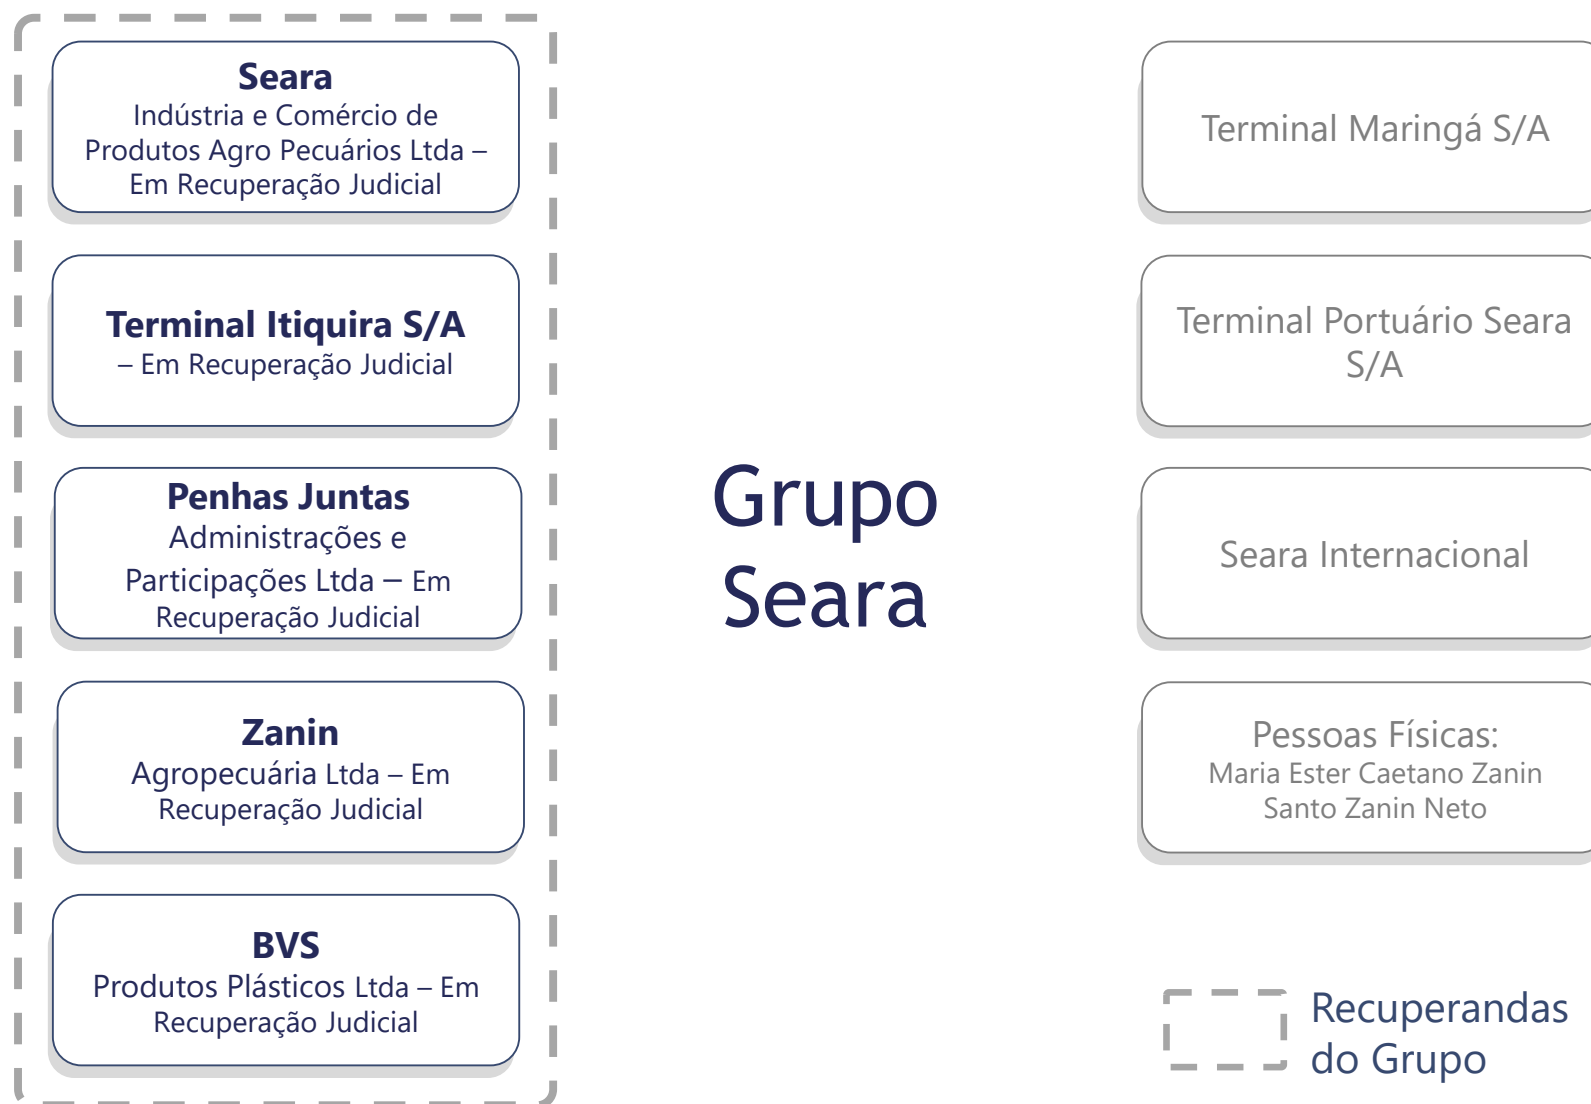 Seara
Indústria e Comércio de
Produtos Agro Pecuários Ltda –
Em Recuperação Judicial
Terminal Itiquira S/A
– Em Recuperação Judicial
Penhas Juntas
Administrações e
Participações Ltda – Em
Recuperação Judicial
Zanin
Agropecuária Ltda – Em
Recuperação Judicial
BVS
Produtos Plásticos Ltda – Em
Recuperação Judicial
Grupo
Seara
Terminal Maringá S/A
Terminal Portuário Seara
S/A
Seara Internacional
Pessoas Físicas:
Maria Ester Caetano Zanin
Santo Zanin Neto
Recuperandas
do Grupo